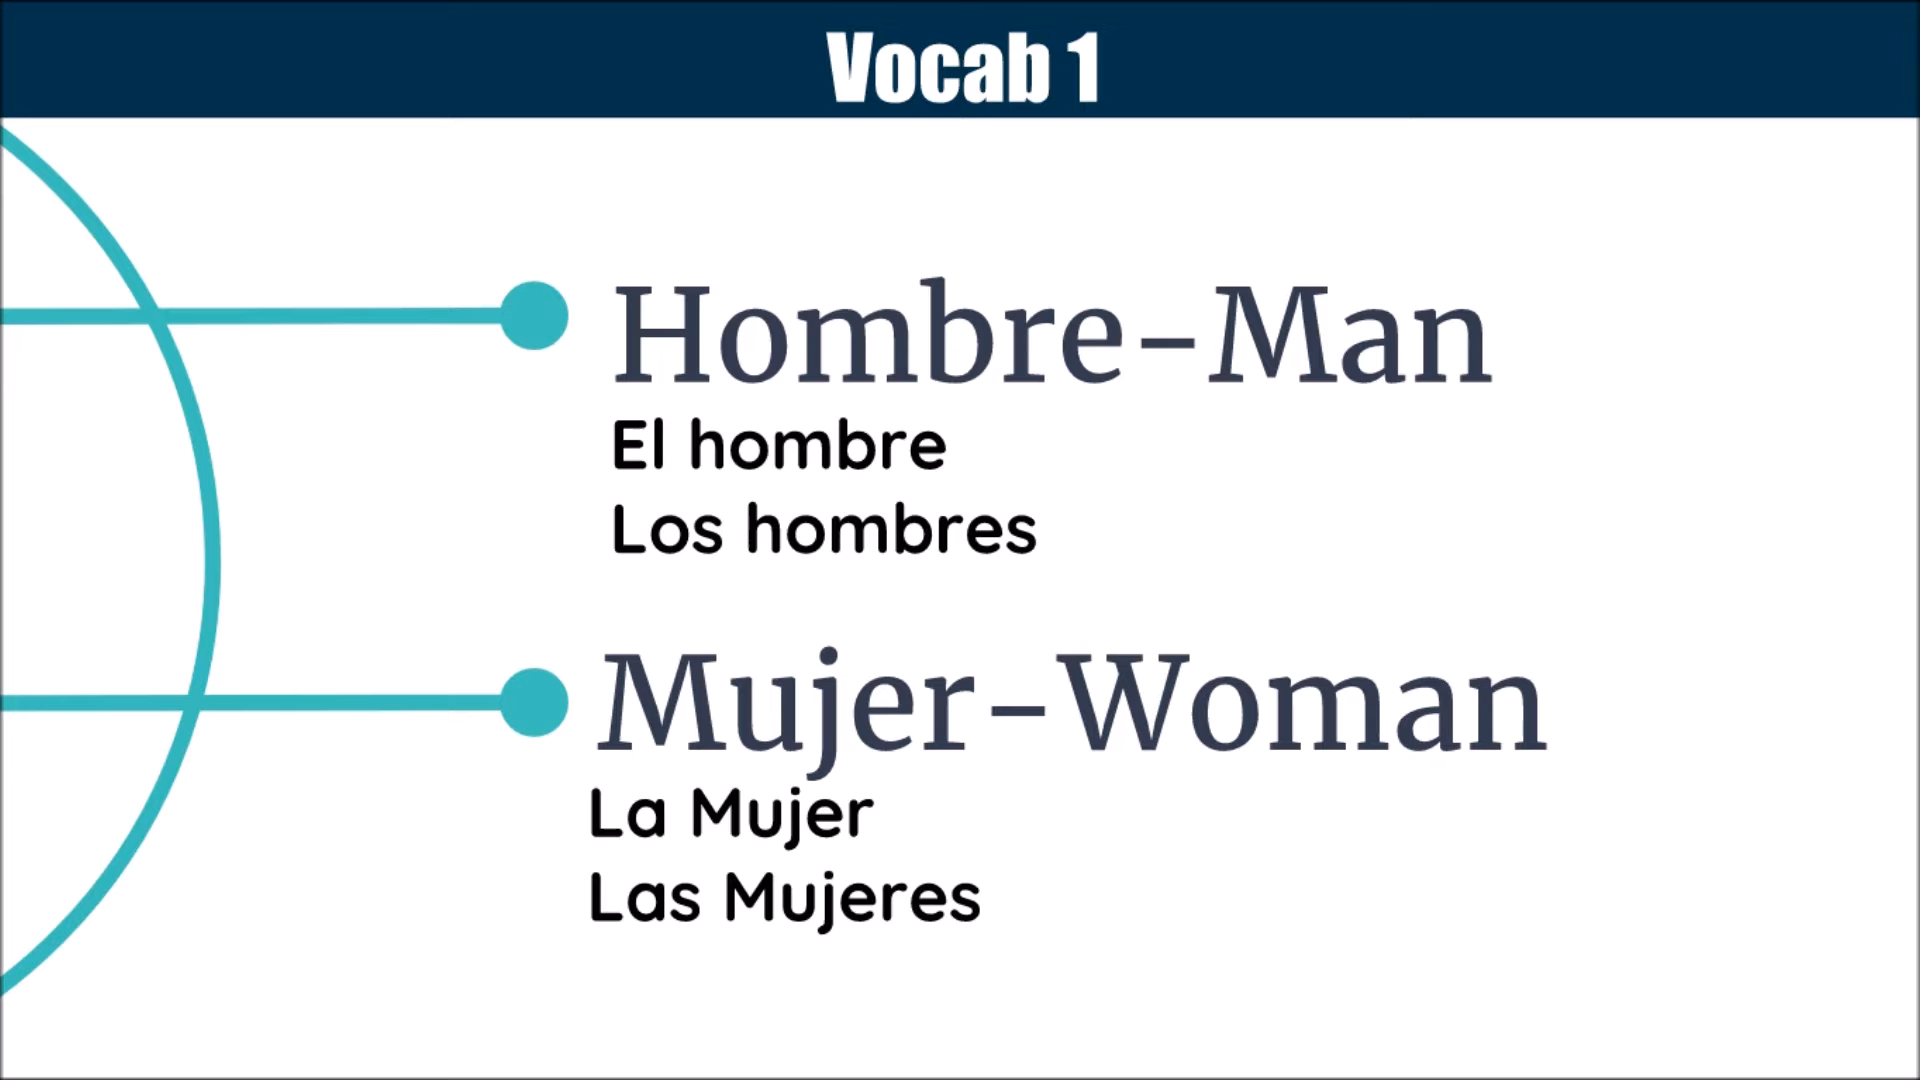 Vocab 1
Hombre-Man
El hombre
Los hombres
Mujer-Woman
La Mujer
Las Mujeres